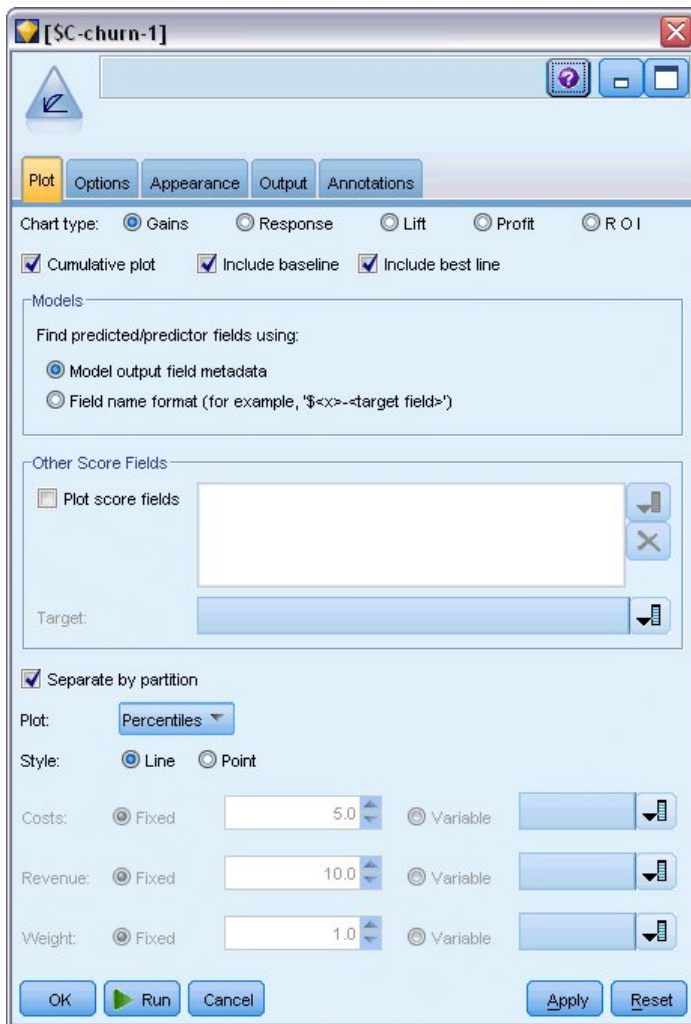 [$C-churn-1]
Plot Options Appearance Output Annotations
Chart type: Gains Response Lift Profit R O I
Cumulative plot Include baseline Include best line
Models
Find predicted/predictor fields using:
Model output field metadata
Field name format (for example, '$<x>-<target field>')
Other Score Fields
Plot score fields
Target:
Separate by partition
Plot: Percentiles
Style: Line Point
Costs: Fixed 5.0 Variable
Revenue: Fixed 10.0 Variable
Weight: Fixed 1.0 Variable
OK Run Cancel Apply Reset